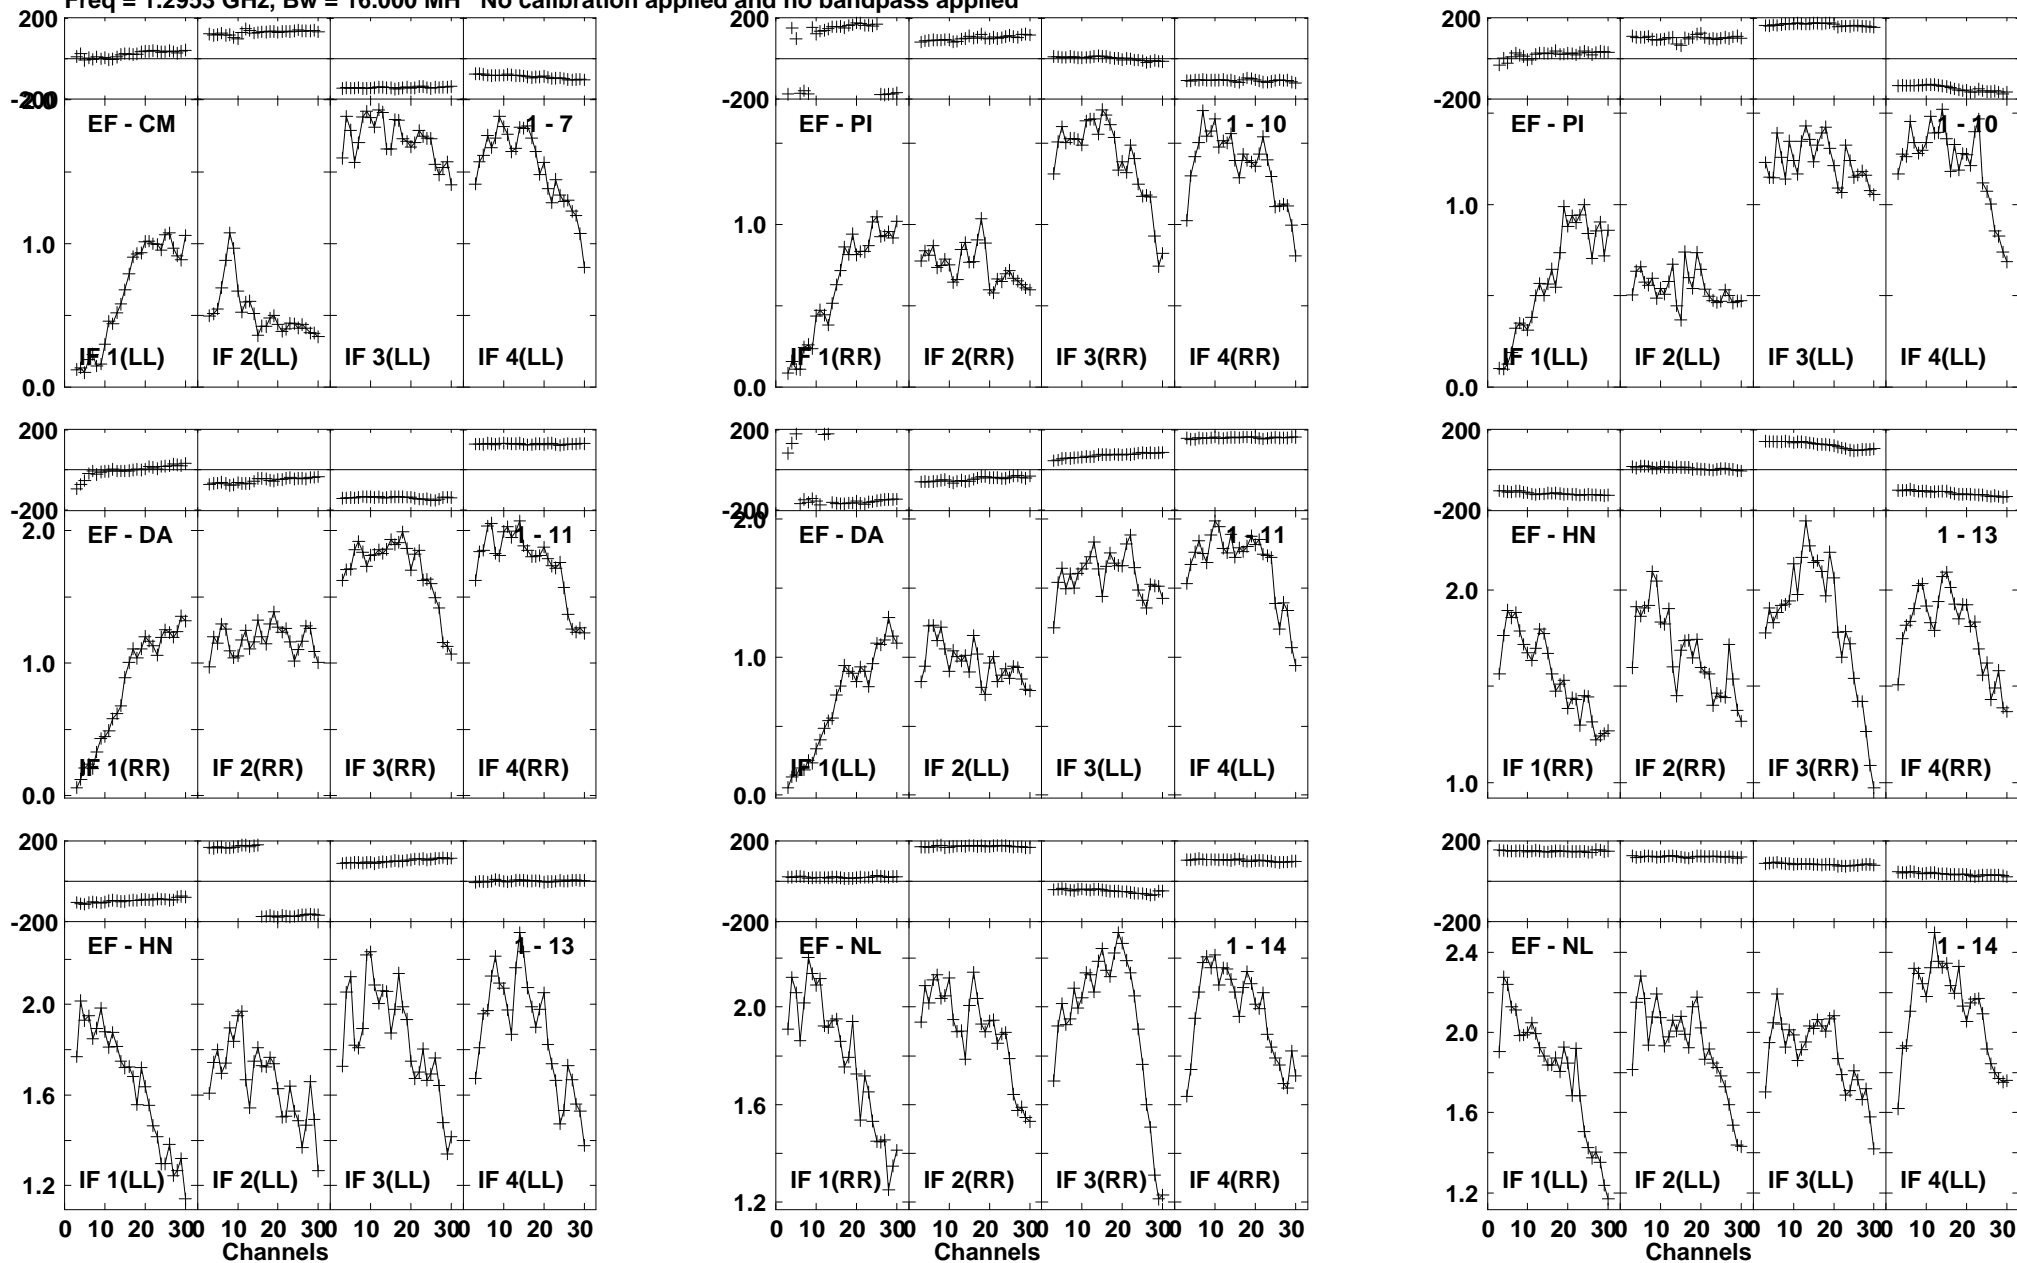 Freq = 1.2953 GHz, Bw = 16.000 MH No calibration applied and no bandpass applied
200 200 200
-200 2.0 -200 -200
EF - CM 1 - 7 EF - PI 1 - 10 EF - PI 1 - 10
1.0 1.0 1.0
IF 1(LL) IF 2(LL) IF 3(LL) IF 4(LL) IF 1(RR) IF 2(RR) IF 3(RR) IF 4(RR) IF 1(LL) IF 2(LL) IF 3(LL) IF 4(LL)
0.0 0.0 0.0
200 200 200
-200 -200 -200
2.0 2.0
EF - DA 1 - 11 EF - DA 1 - 11 EF - HN 1 - 13
2.0
1.0 1.0
IF 1(RR) IF 2(RR) IF 3(RR) IF 4(RR) IF 1(LL) IF 2(LL) IF 3(LL) IF 4(LL) IF 1(RR) IF 2(RR) IF 3(RR) IF 4(RR)
0.0 0.0 1.0
200 200 200
-200 -200 -200
EF - HN 1 - 13 EF - NL 1 - 14 EF - NL 1 - 14
2.4
2.0 2.0 2.0
1.6 1.6 1.6
IF 1(LL) IF 2(LL) IF 3(LL) IF 4(LL) IF 1(RR) IF 2(RR) IF 3(RR) IF 4(RR) IF 1(LL) IF 2(LL) IF 3(LL) IF 4(LL)
1.2 1.2 1.2
0 10 20 30 0 10 20 30 0 10 20 30 0 10 20 30 0 10 20 30 0 10 20 30 0 10 20 30 0 10 20 30 0 10 20 30 0 10 20 30 0 10 20 30 0 10 20 30
Channels Channels Channels